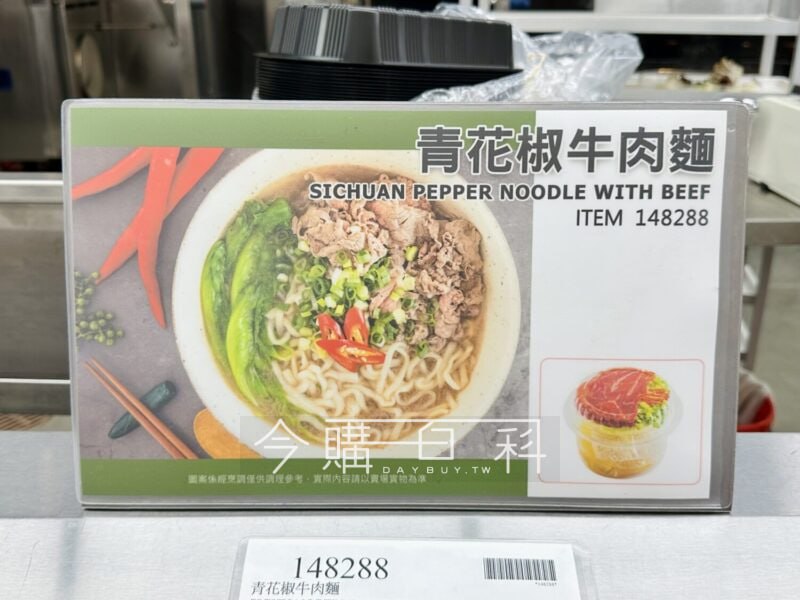 青花椒牛肉麵
SICHUAN PEPPER NOODLE WITH BEEF
ITEM 148288
今購百科
DAYBUY.TW
圖案係經烹調僅供調理參考，實際內容請以賣場實物為準
148288
青花椒牛肉麵